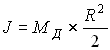 J = M_Д × R²/2